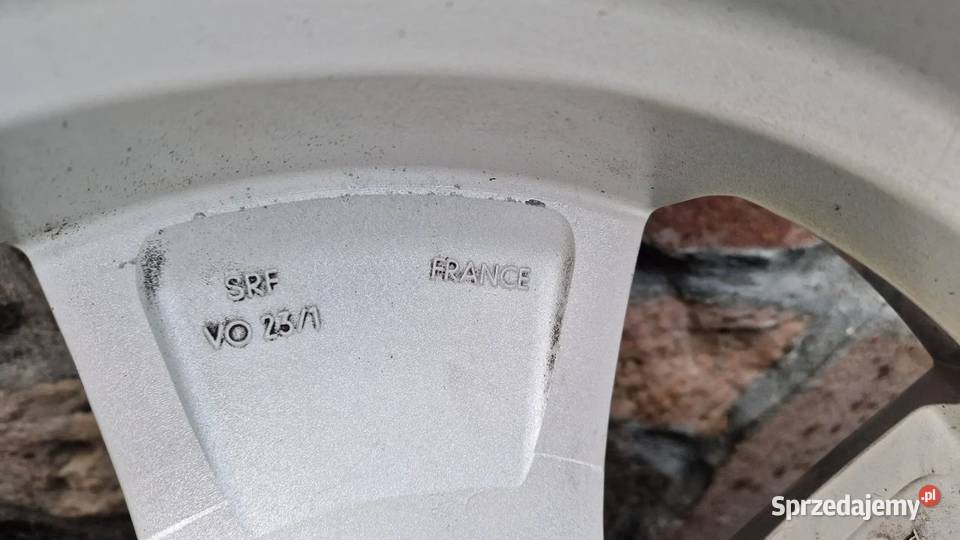 SRF
FRANCE
VO 23/1
Sprzedajemy.pl